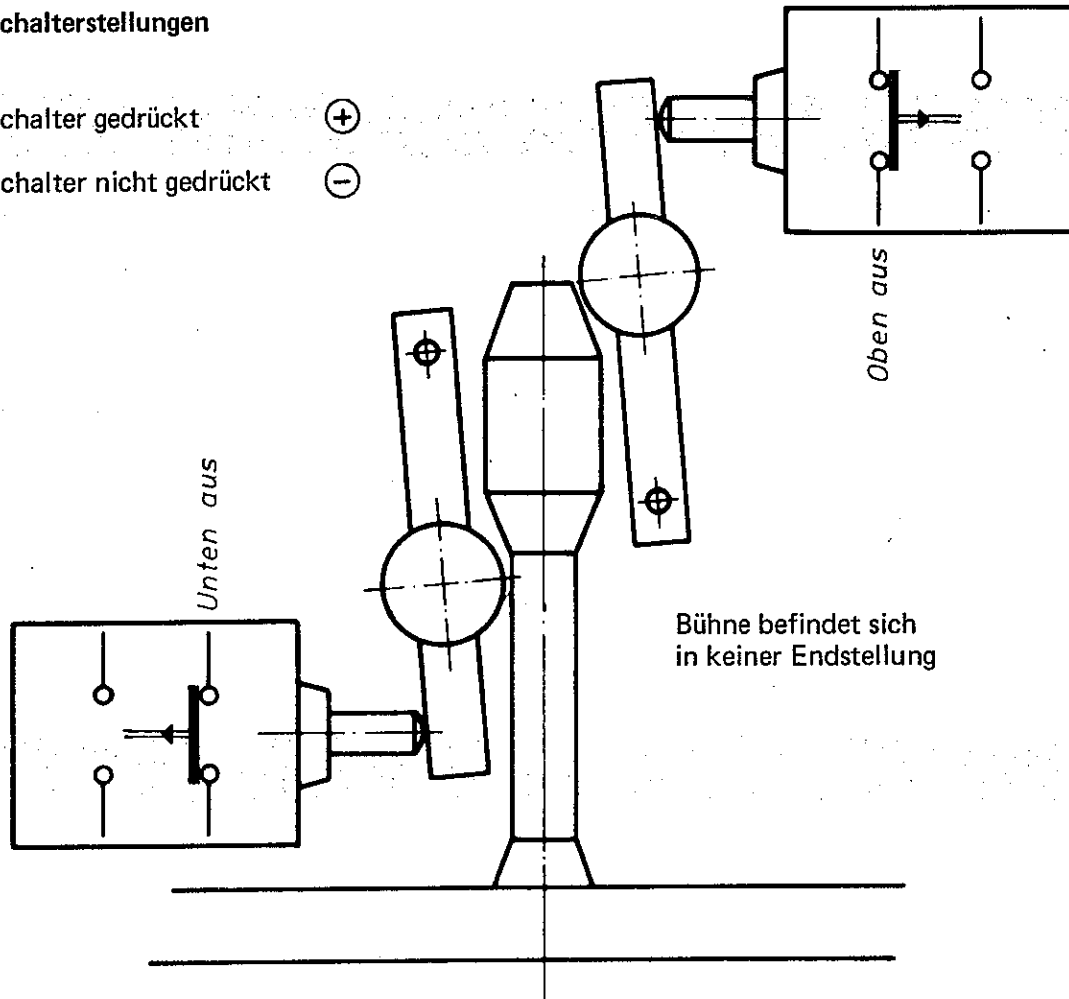 chalterstellungen
chalter gedrückt +
chalter nicht gedrückt −
Oben aus
Unten aus
Bühne befindet sich
in keiner Endstellung